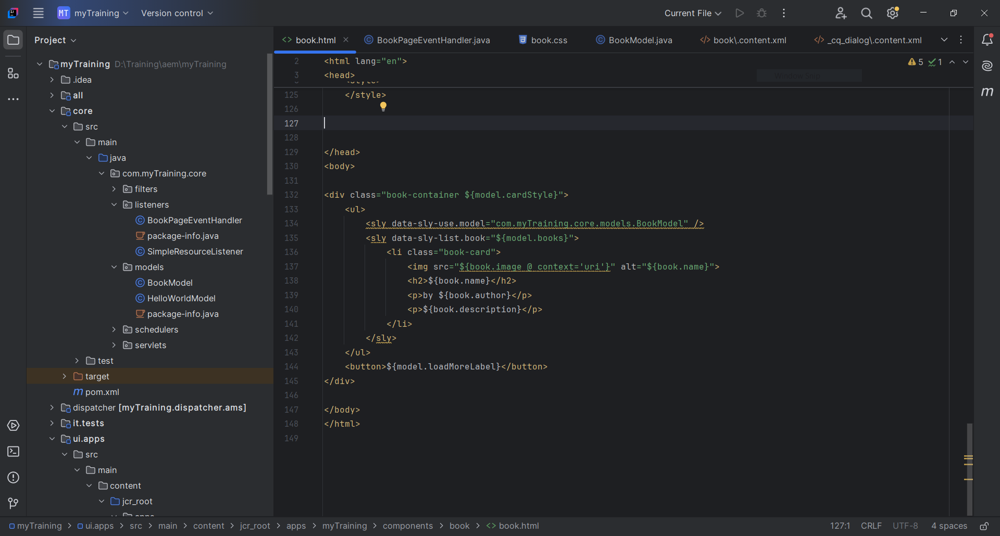 MT myTraining Version control Current File
Project
book.html BookPageEventHandler.java book.css BookModel.java book\.content.xml _cq_dialog\.content.xml
myTraining D:\Training\aem\myTraining
.idea
all
core
src
main
java
com.myTraining.core
filters
listeners
BookPageEventHandler
package-info.java
SimpleResourceListener
models
BookModel
HelloWorldModel
package-info.java
schedulers
servlets
test
target
pom.xml
dispatcher [myTraining.dispatcher.ams]
it.tests
ui.apps
src
main
content
jcr_root
apps
5 1
Window Snip
2 <html lang="en">
3 <head>
<style>
125 </style>
126
127
128
129 </head>
130 <body>
131
132 <div class="book-container ${model.cardStyle}">
133 <ul>
134 <sly data-sly-use.model="com.myTraining.core.models.BookModel" />
135 <sly data-sly-list.book="${model.books}">
136 <li class="book-card">
137 <img src="${book.image @ context='uri'}" alt="${book.name}">
138 <h2>${book.name}</h2>
139 <p>by ${book.author}</p>
140 <p>${book.description}</p>
141 </li>
142 </sly>
143 </ul>
144 <button>${model.loadMoreLabel}</button>
145 </div>
146
147 </body>
148 </html>
149
myTraining > ui.apps > src > main > content > jcr_root > apps > myTraining > components > book > book.html
127:1 CRLF UTF-8 4 spaces